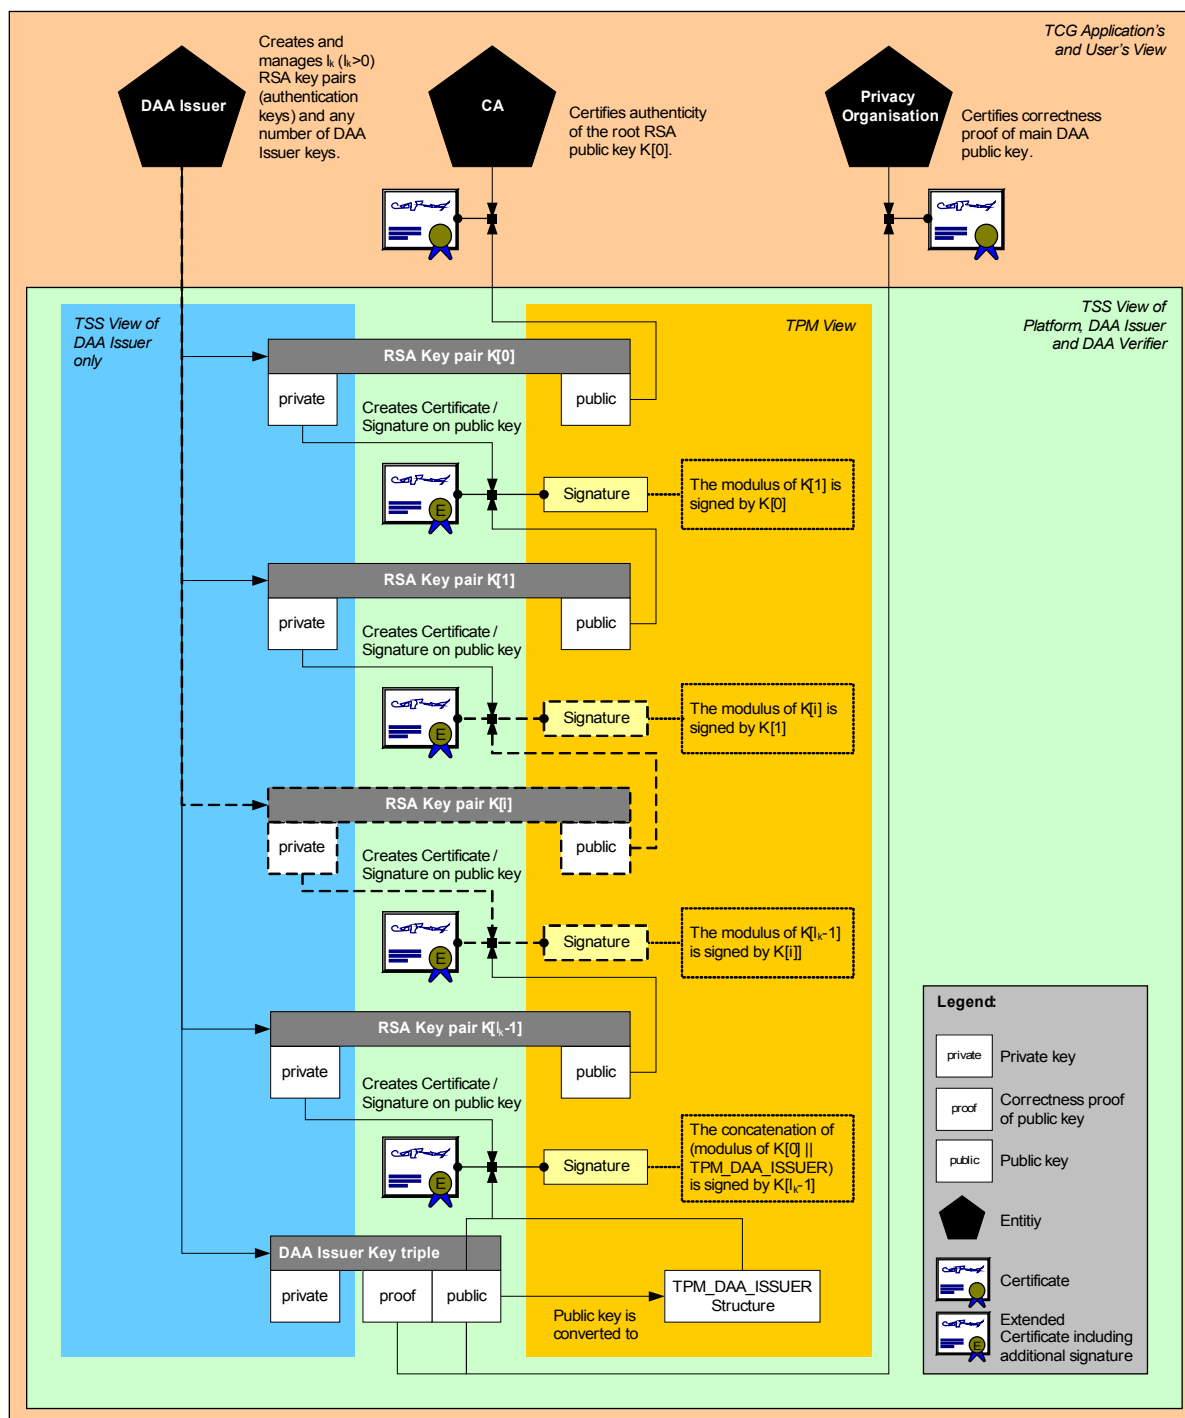 TCG Application's
and User's View
Creates and
manages lk (lk>0)
RSA key pairs
(authentication
keys) and any
number of DAA
Issuer keys.
DAA Issuer
CA
Certifies authenticity
of the root RSA
public key K[0].
Privacy
Organisation
Certifies correctness
proof of main DAA
public key.
TSS View of
DAA Issuer
only
TPM View
TSS View of
Platform, DAA Issuer
and DAA Verifier
RSA Key pair K[0]
private
public
Creates Certificate /
Signature on public key
E
Signature
The modulus of K[1] is
signed by K[0]
RSA Key pair K[1]
private
public
Creates Certificate /
Signature on public key
E
Signature
The modulus of K[i] is
signed by K[1]
RSA Key pair K[i]
private
public
Creates Certificate /
Signature on public key
E
Signature
The modulus of K[lk-1]
is signed by K[i]]
RSA Key pair K[lk-1]
private
public
Creates Certificate /
Signature on public key
E
Signature
The concatenation of
(modulus of K[0] ||
TPM_DAA_ISSUER)
is signed by K[lk-1]
DAA Issuer Key triple
private
proof
public
Public key is
converted to
TPM_DAA_ISSUER
Structure
Legend:
private
Private key
proof
Correctness proof
of public key
public
Public key
Entitiy
Certificate
E
Extended
Certificate including
additional signature